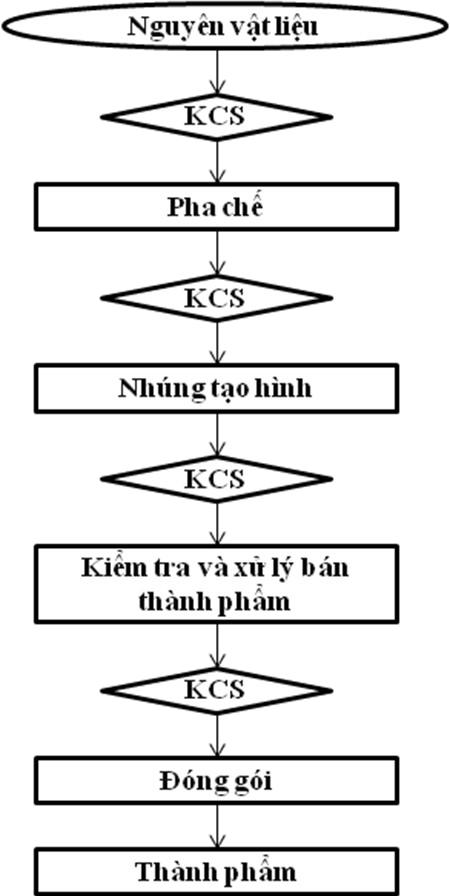 Nguyên vật liệu
KCS
Pha chế
KCS
Nhúng tạo hình
KCS
Kiểm tra và xử lý bán
thành phẩm
KCS
Đóng gói
Thành phẩm